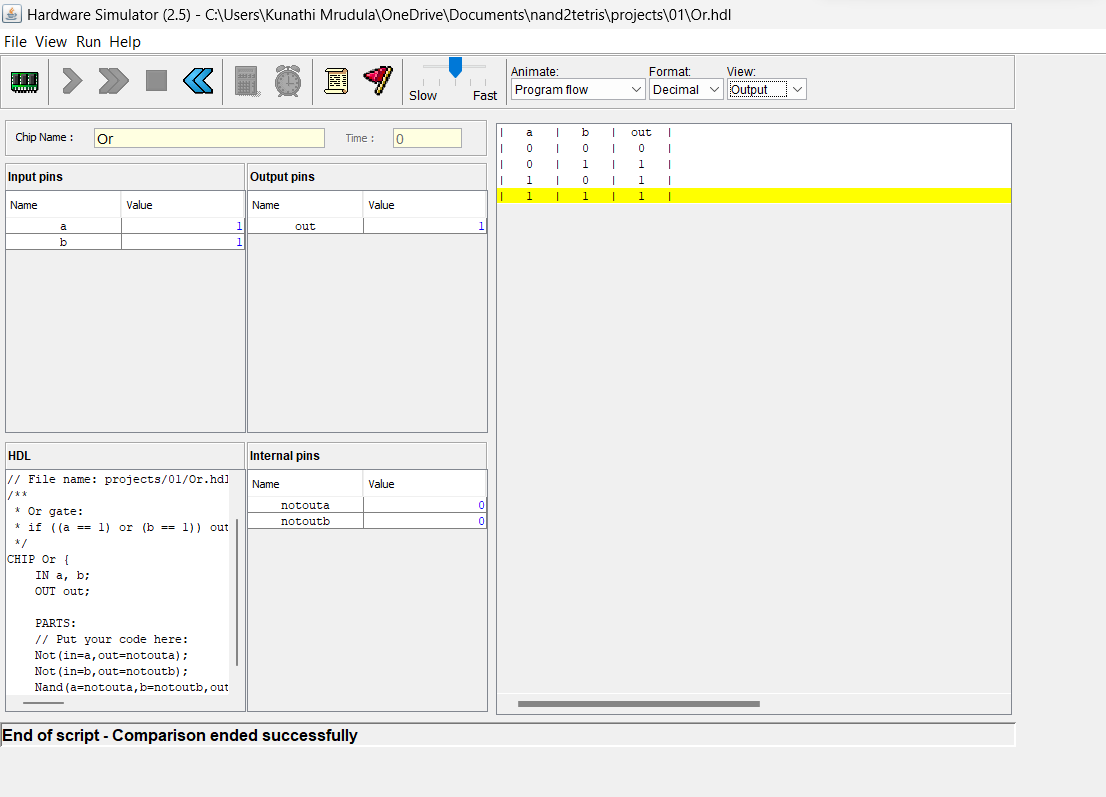 Hardware Simulator (2.5) - C:\Users\Kunathi Mrudula\OneDrive\Documents\nand2tetris\projects\01\Or.hdl
File View Run Help
Slow Fast
Animate: Format: View:
Program flow Decimal Output
Chip Name : Or Time : 0
Input pins
Name Value
a 1
b 1
Output pins
Name Value
out 1
HDL
// File name: projects/01/Or.hdl
/**
* Or gate:
* if ((a == 1) or (b == 1)) out
*/
CHIP Or {
IN a, b;
OUT out;
PARTS:
// Put your code here:
Not(in=a,out=notouta);
Not(in=b,out=notoutb);
Nand(a=notouta,b=notoutb,out
Internal pins
Name Value
notouta 0
notoutb 0
| a | b | out |
| 0 | 0 | 0 |
| 0 | 1 | 1 |
| 1 | 0 | 1 |
| 1 | 1 | 1 |
End of script - Comparison ended successfully